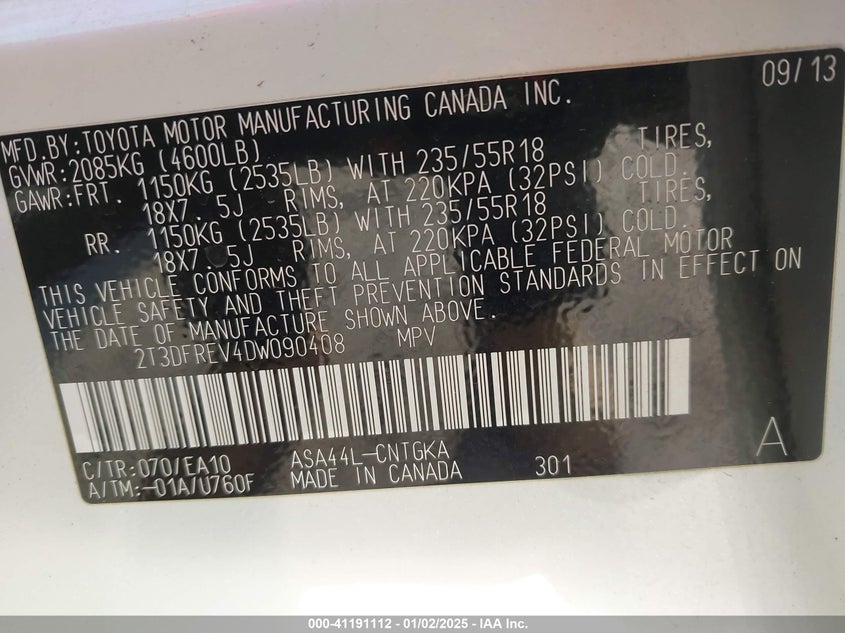 09/13
MFD.BY:TOYOTA MOTOR MANUFACTURING CANADA INC.
GVWR:2085KG (4600LB)
GAWR:FRT. 1150KG (2535LB) WITH 235/55R18 TIRES,
18X7.5J RIMS, AT 220KPA (32PSI) COLD.
RR. 1150KG (2535LB) WITH 235/55R18 TIRES,
18X7.5J RIMS, AT 220KPA (32PSI) COLD.
THIS VEHICLE CONFORMS TO ALL APPLICABLE FEDERAL MOTOR
VEHICLE SAFETY AND THEFT PREVENTION STANDARDS IN EFFECT ON
THE DATE OF MANUFACTURE SHOWN ABOVE.
2T3DFREV4DW090408 MPV
C/TR:070/EA10 ASA44L-CNTGKA
A/TM:-01A/U760F MADE IN CANADA 301 A
000-41191112 - 01/02/2025 - IAA Inc.